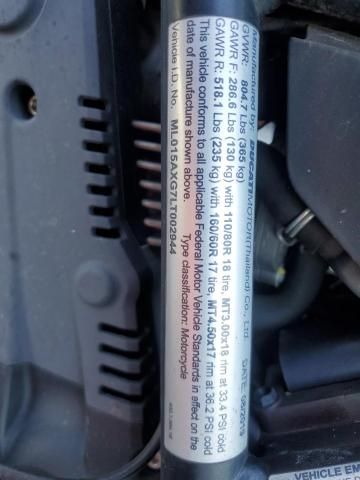 Manufactured by: DUCATI MOTOR(Thailand) Co., Ltd. DATE: 08/2019
GVWR: 804.7 Lbs (365 kg)
GAWR F: 286.6 Lbs (130 kg) with 110/80R 18 tire, MT3.00x18 rim at 33.4 PSI cold
GAWR R: 518.1 Lbs (235 kg) with 160/60R 17 tire, MT4.50x17 rim at 36.2 PSI cold
This vehicle conforms to all applicable Federal Motor Vehicle Standards in effect on the
date of manufacture shown above. Type classification: Motorcycle
Vehicle I.D. No. ML015AXG7LT002944
VEHICLE EM